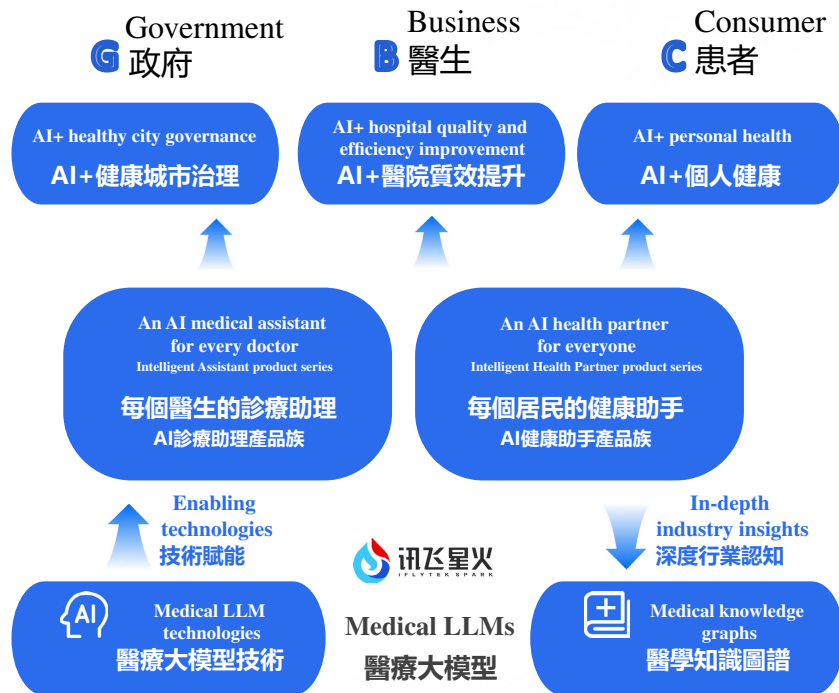 Government
G 政府
Business
B 醫生
Consumer
C 患者
AI+ healthy city governance
AI+健康城市治理
AI+ hospital quality and
efficiency improvement
AI+醫院質效提升
AI+ personal health
AI+個人健康
An AI medical assistant
for every doctor
Intelligent Assistant product series
每個醫生的診療助理
AI診療助理產品族
An AI health partner
for everyone
Intelligent Health Partner product series
每個居民的健康助手
AI健康助手產品族
Enabling
technologies
技術賦能
In-depth
industry insights
深度行業認知
讯飞星火
IFLYTEK SPARK
AI
Medical LLM
technologies
醫療大模型技術
Medical LLMs
醫療大模型
Medical knowledge
graphs
醫學知識圖譜